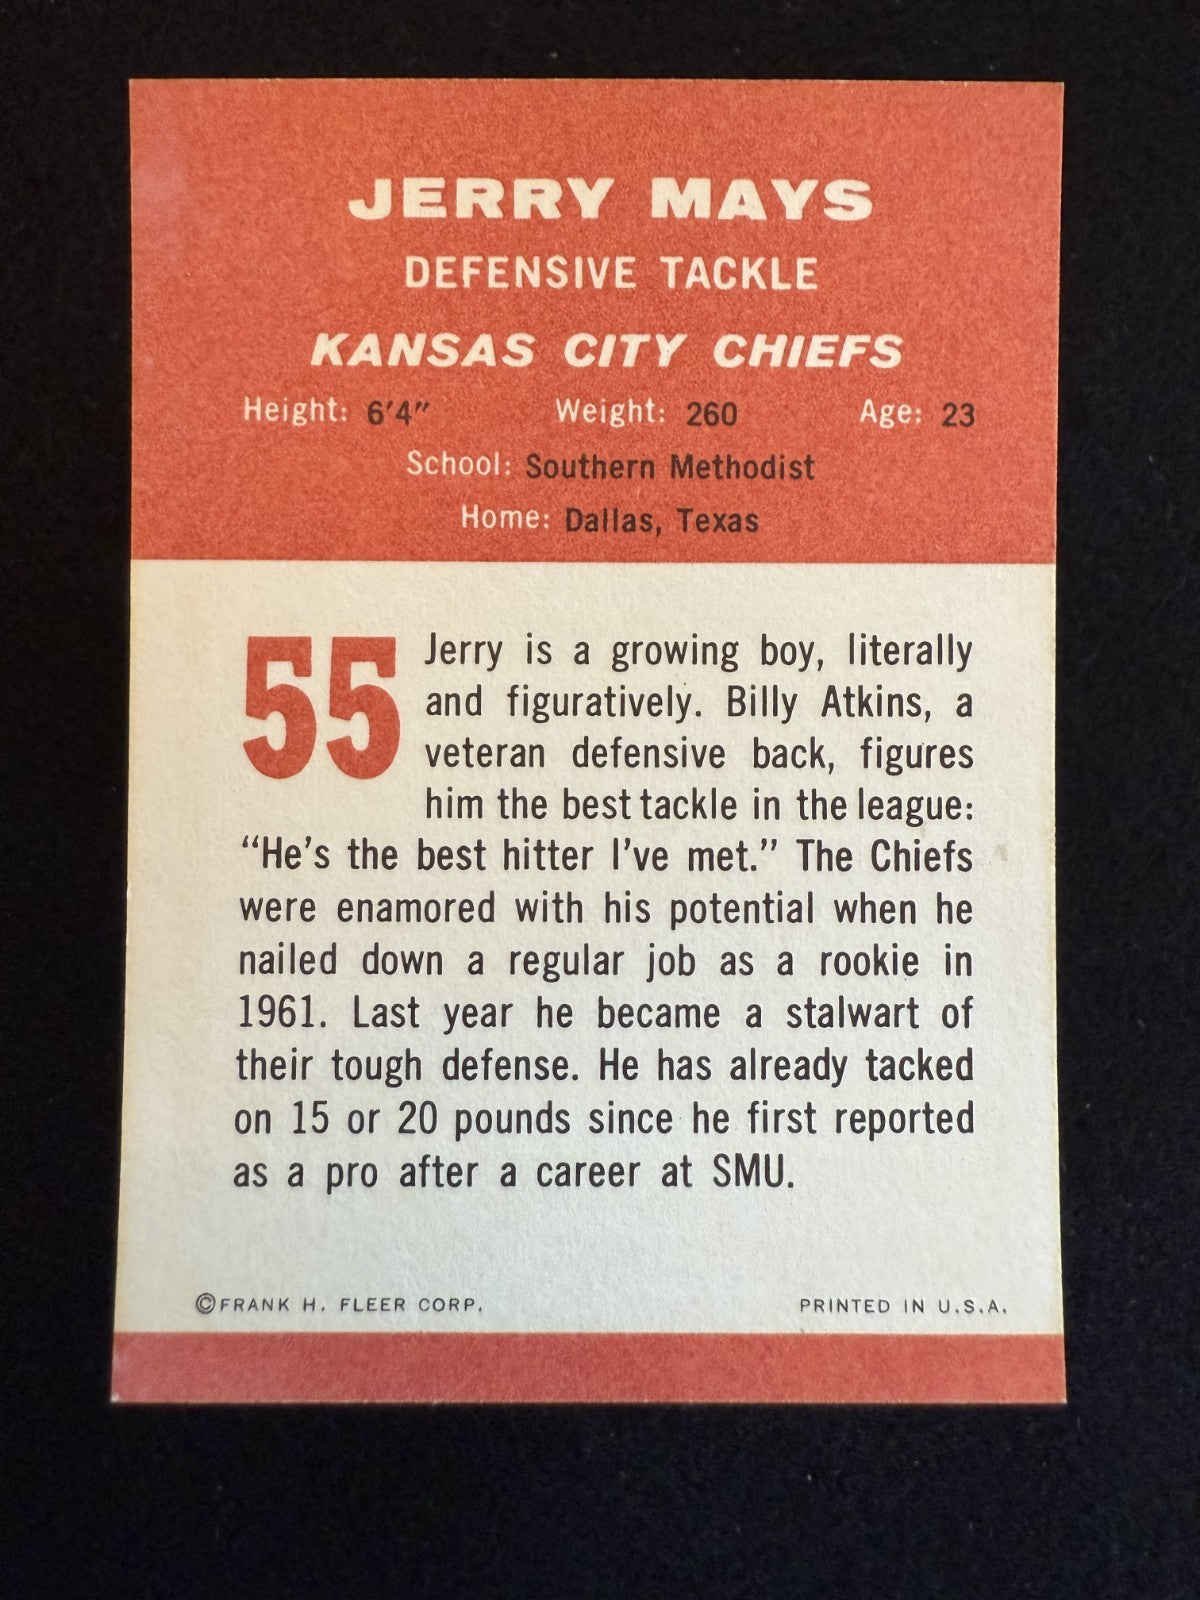 JERRY MAYS
DEFENSIVE TACKLE
KANSAS CITY CHIEFS
Height: 6'4" Weight: 260 Age: 23
School: Southern Methodist
Home: Dallas, Texas
55
Jerry is a growing boy, literally
and figuratively. Billy Atkins, a
veteran defensive back, figures
him the best tackle in the league:
“He’s the best hitter I’ve met.” The Chiefs
were enamored with his potential when he
nailed down a regular job as a rookie in
1961. Last year he became a stalwart of
their tough defense. He has already tacked
on 15 or 20 pounds since he first reported
as a pro after a career at SMU.
©FRANK H. FLEER CORP. PRINTED IN U.S.A.